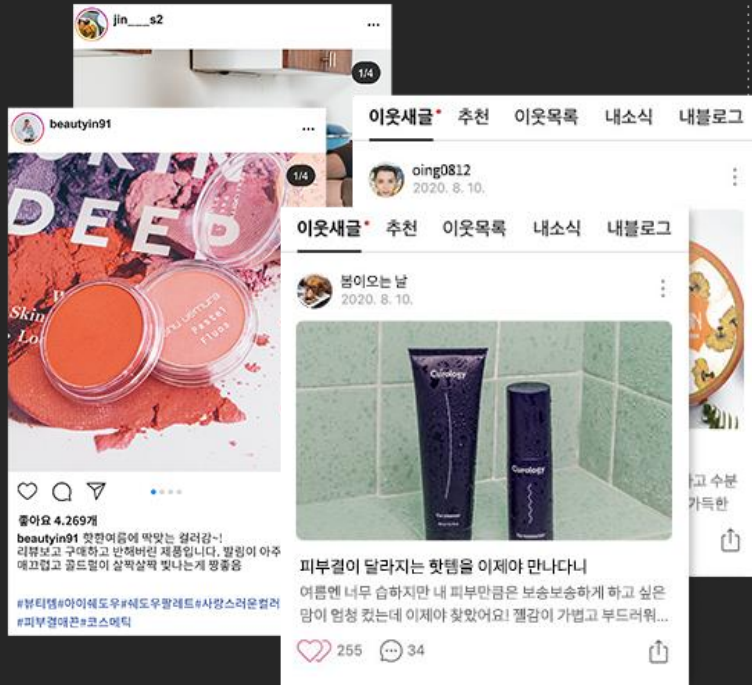 jin___s2
1/4
beautyin91
1/4
DEEP
Skin
shu uemura
Pastel
좋아요 4.269개
beautyin91 핫한여름에 딱맞는 컬러감~!
리뷰보고 구매하고 반해버린 제품입니다. 발림이 아주
매끄럽고 골드펄이 살짝살짝 빛나는게 짱좋음
#뷰티템#아이쉐도우#쉐도우팔레트#사랑스러운컬러
#피부결매끈#코스메틱
이웃새글 추천 이웃목록 내소식 내블로그
oing0812
2020. 8. 10.
고 수분
가득한
이웃새글 추천 이웃목록 내소식 내블로그
봄이오는 날
2020. 8. 10.
Curology
Curology
피부결이 달라지는 핫템을 이제야 만나다니
여름엔 너무 습하지만 내 피부만큼은 보송보송하게 하고 싶은
맘이 엄청 컸는데 이제야 찾았어요! 젤감이 가볍고 부드러워...
255 34